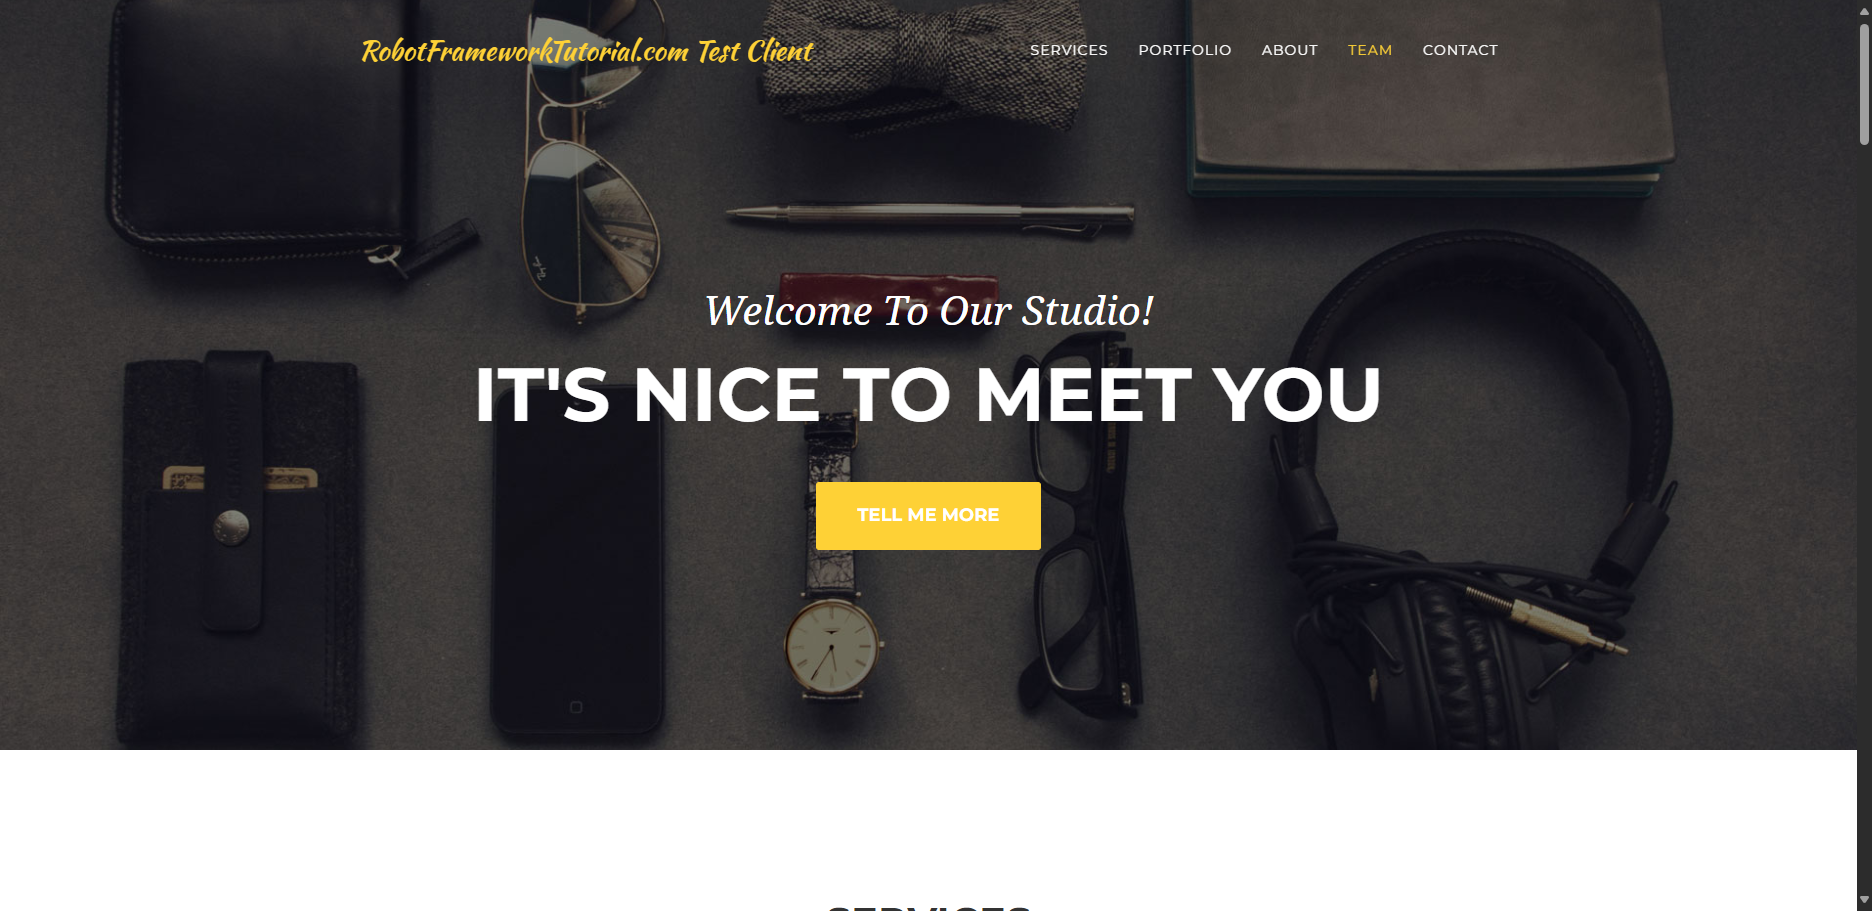 RobotFrameworkTutorial.com Test Client
SERVICES PORTFOLIO ABOUT TEAM CONTACT
Welcome To Our Studio!
IT'S NICE TO MEET YOU
TELL ME MORE
SERVICES